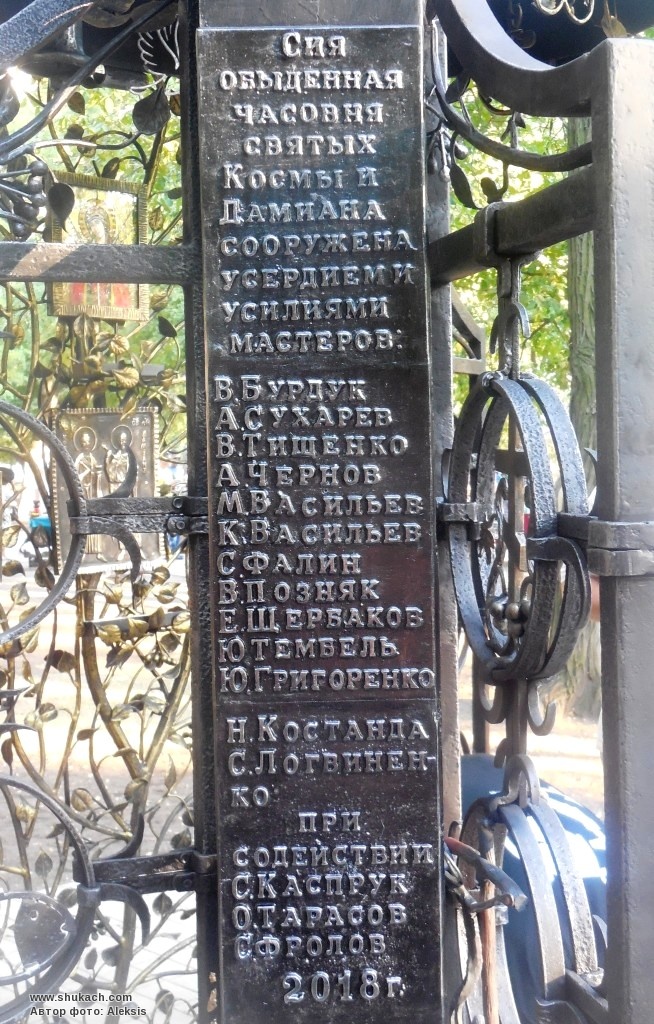 Сия
обыденная
часовня
святых
Космы и
Дамиана
сооружена
усердием и
усилиями
мастеров:
В.Бурдук
А.Сухарев
В.Тищенко
А.Чернов
М.Васильев
К.Васильев
С.Фалин
В.Позняк
Е.Щербаков
Ю.Тембель
Ю.Григоренко
Н.Костанда
С.Логвинен-
ко
при
содействии
С.Каспрук
О.Тарасов
С.Фролов
2018г.
www.shukach.com
Автор фото: Aleksis